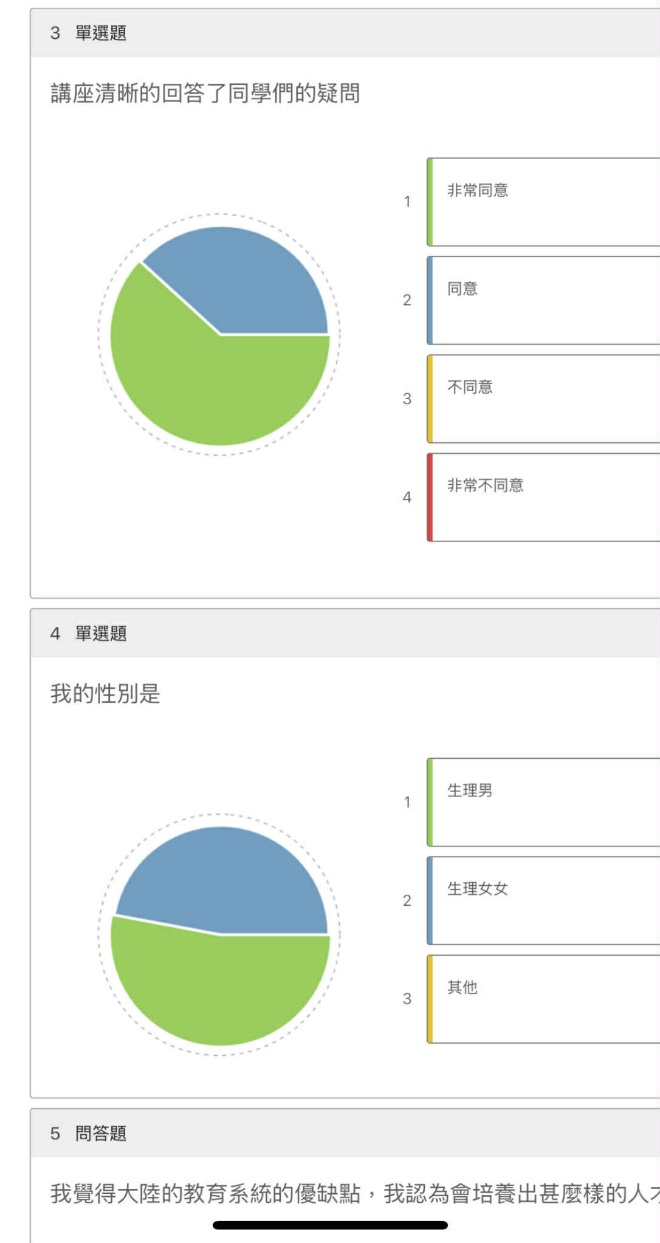 3 單選題
講座清晰的回答了同學們的疑問
1 非常同意
2 同意
3 不同意
4 非常不同意
4 單選題
我的性別是
1 生理男
2 生理女女
3 其他
5 問答題
我覺得大陸的教育系統的優缺點，我認為會培養出甚麼樣的人